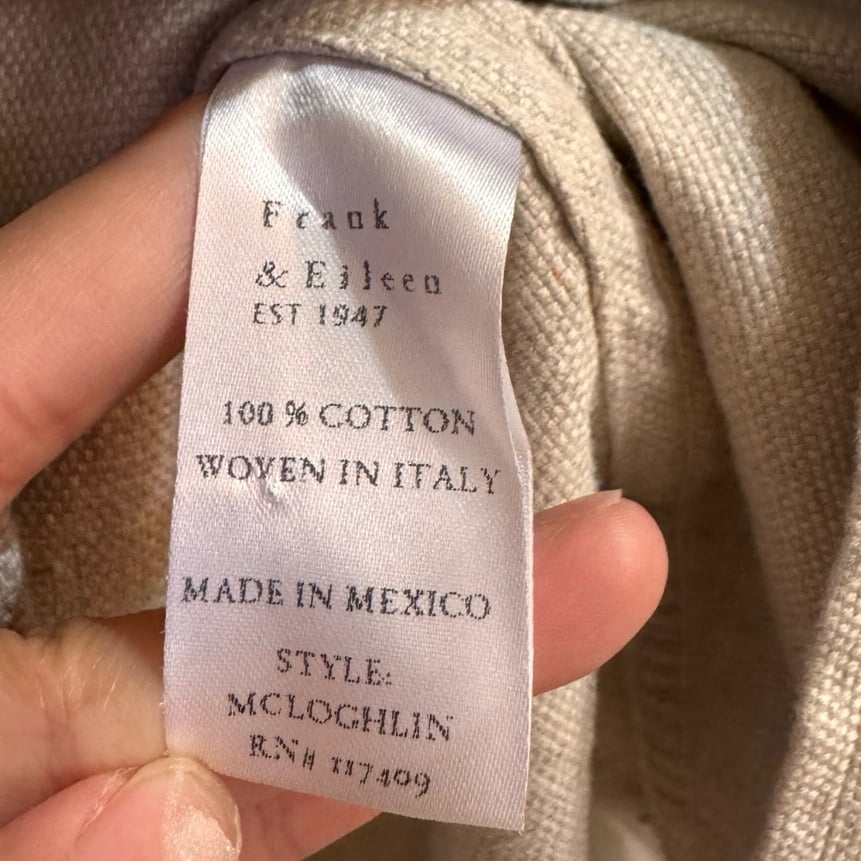 Frank
& Eileen
EST 1947
100 % COTTON
WOVEN IN ITALY
MADE IN MEXICO
STYLE:
MCLOGHLIN
RN# 117409